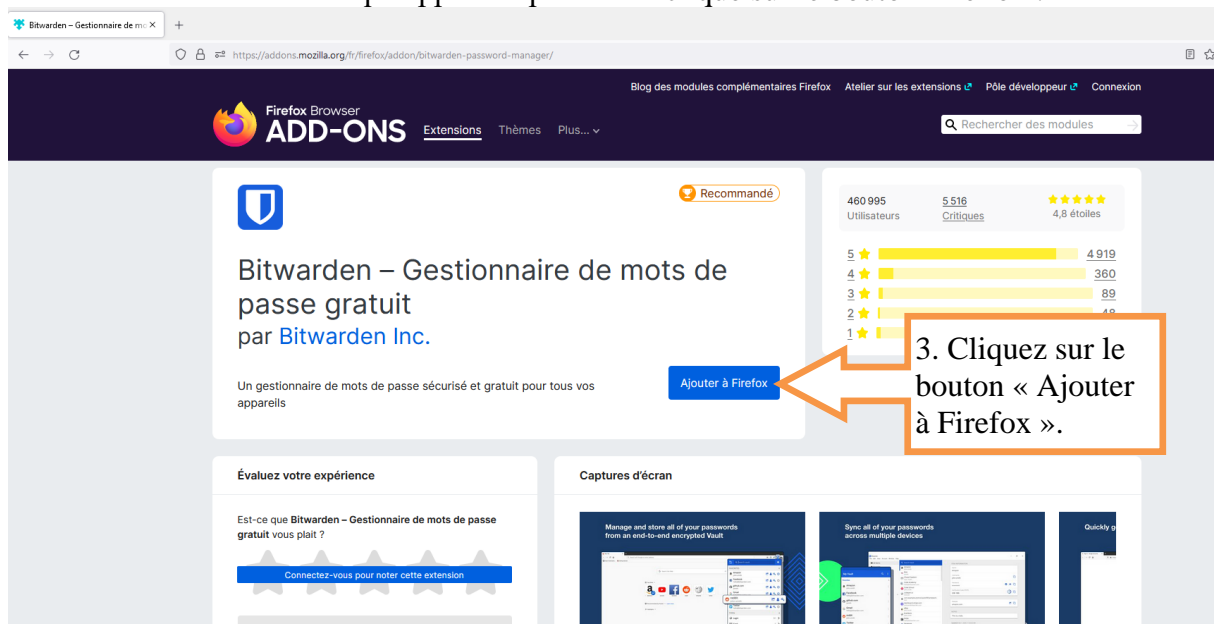 Bitwarden – Gestionnaire de mo
https://addons.mozilla.org/fr/firefox/addon/bitwarden-password-manager/
Blog des modules complémentaires Firefox Atelier sur les extensions Pôle développeur Connexion
Firefox Browser
ADD-ONS
Extensions Thèmes Plus...
Rechercher des modules
Recommandé
Bitwarden – Gestionnaire de mots de
passe gratuit
par Bitwarden Inc.
Un gestionnaire de mots de passe sécurisé et gratuit pour tous vos
appareils
Ajouter à Firefox
460 995 5 516
Utilisateurs Critiques 4,8 étoiles
5 4 919
4 360
3 89
2 48
1
3. Cliquez sur le
bouton « Ajouter
à Firefox ».
Évaluez votre expérience
Est-ce que Bitwarden – Gestionnaire de mots de passe
gratuit vous plait ?
Connectez-vous pour noter cette extension
Captures d'écran
Manage and store all of your passwords
from an end-to-end encrypted Vault
Sync all of your passwords
across multiple devices
Quickly g